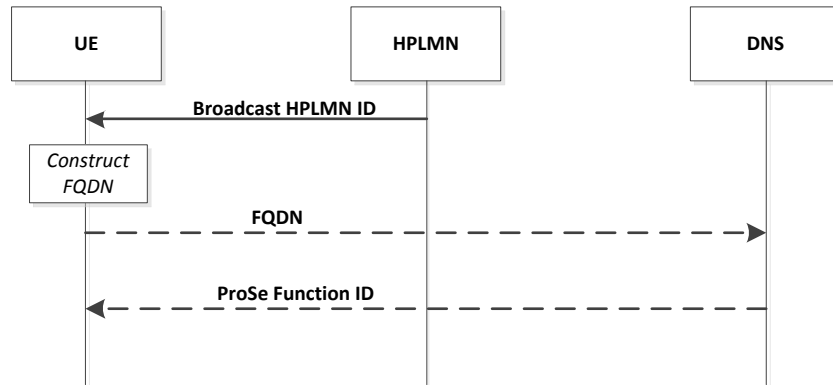 UE
HPLMN
DNS
Broadcast HPLMN ID
Construct
FQDN
FQDN
ProSe Function ID